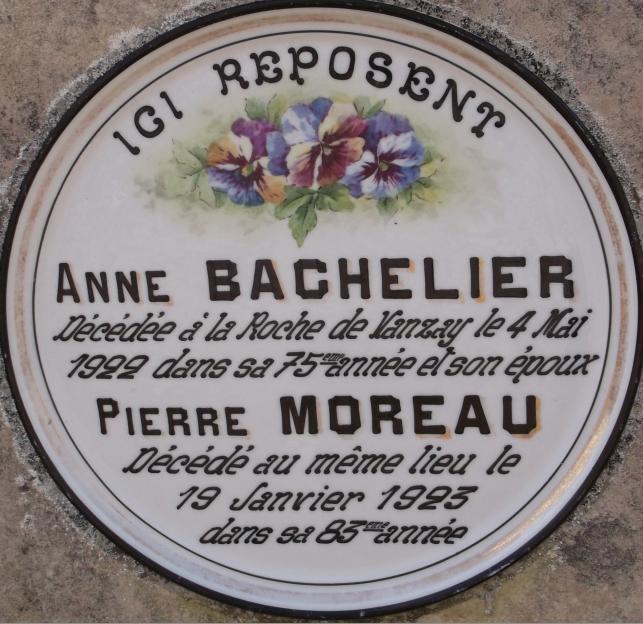 ICI REPOSENT
ANNE BACHELIER
Décédée à la Roche de Vanzay le 4 Mai
1922 dans sa 75ème année et son époux
PIERRE MOREAU
Décédé au même lieu le
19 Janvier 1923
dans sa 83ème année